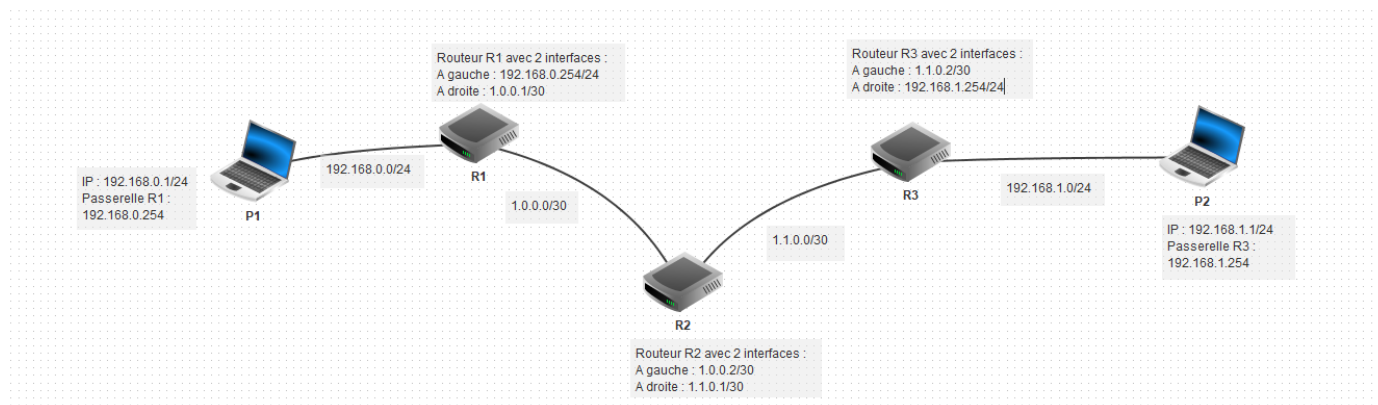 Routeur R1 avec 2 interfaces :
A gauche : 192.168.0.254/24
A droite : 1.0.0.1/30
Routeur R3 avec 2 interfaces :
A gauche : 1.1.0.2/30
A droite : 192.168.1.254/24
192.168.0.0/24
R1
IP : 192.168.0.1/24
Passerelle R1 :
192.168.0.254
P1
1.0.0.0/30
R3
192.168.1.0/24
P2
1.1.0.0/30
IP : 192.168.1.1/24
Passerelle R3 :
192.168.1.254
R2
Routeur R2 avec 2 interfaces :
A gauche : 1.0.0.2/30
A droite : 1.1.0.1/30